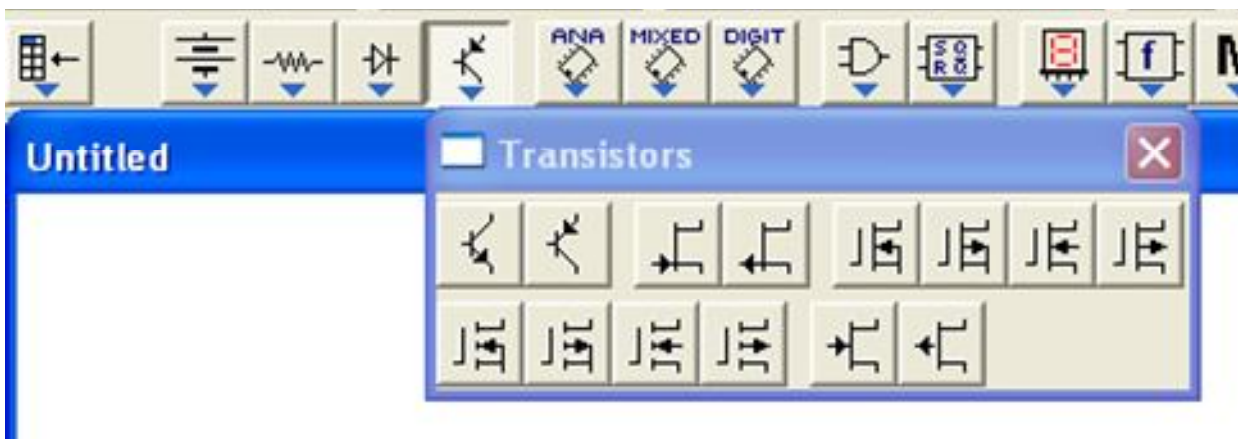 ANA MIXED DIGIT
S Q
R Q
f
Untitled
Transistors